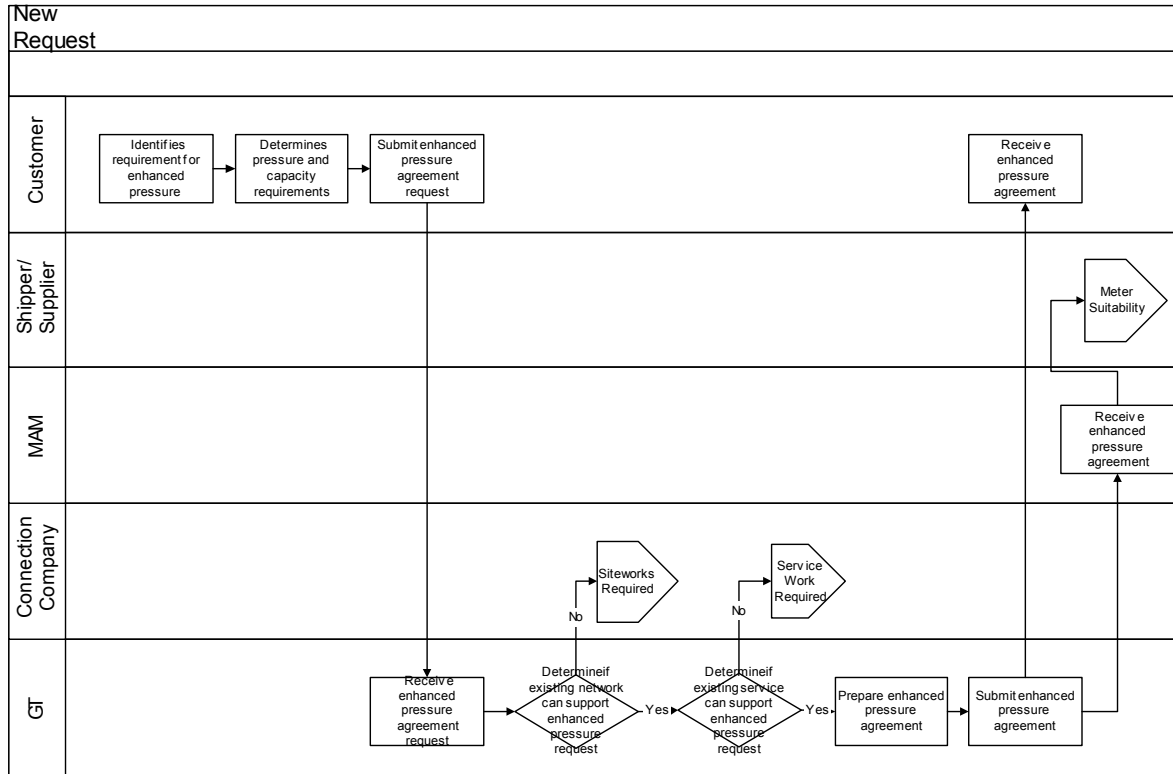 New
Request
Customer
Identifies
requirement for
enhanced
pressure
Determines
pressure and
capacity
requirements
Submit enhanced
pressure
agreement
request
Receive
enhanced
pressure
agreement
Shipper/
Supplier
Meter
Suitability
MAM
Receive
enhanced
pressure
agreement
Connection
Company
Siteworks
Required
Service
Work
Required
No
No
GT
Receive
enhanced
pressure
agreement
request
Determine if
existing network
can support
enhanced
pressure
request
Yes
Determine if
existing service
can support
enhanced
pressure
request
Yes
Prepare enhanced
pressure
agreement
Submit enhanced
pressure
agreement